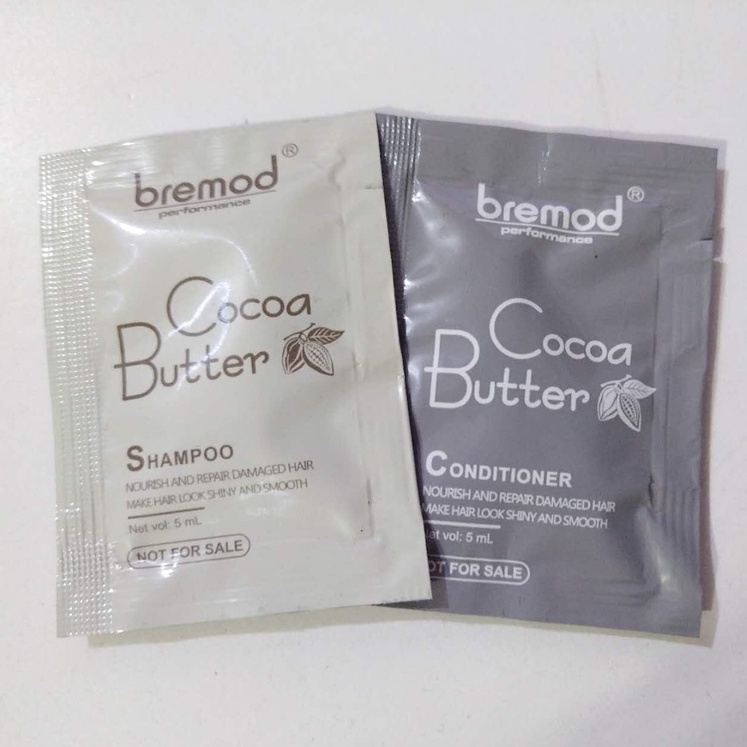 bremod®
performance
Cocoa
Butter
SHAMPOO
NOURISH AND REPAIR DAMAGED HAIR
MAKE HAIR LOOK SHINY AND SMOOTH
Net vol: 5 mL
NOT FOR SALE
bremod®
performance
Cocoa
Butter
CONDITIONER
NOURISH AND REPAIR DAMAGED HAIR
MAKE HAIR LOOK SHINY AND SMOOTH
Net vol: 5 mL
NOT FOR SALE